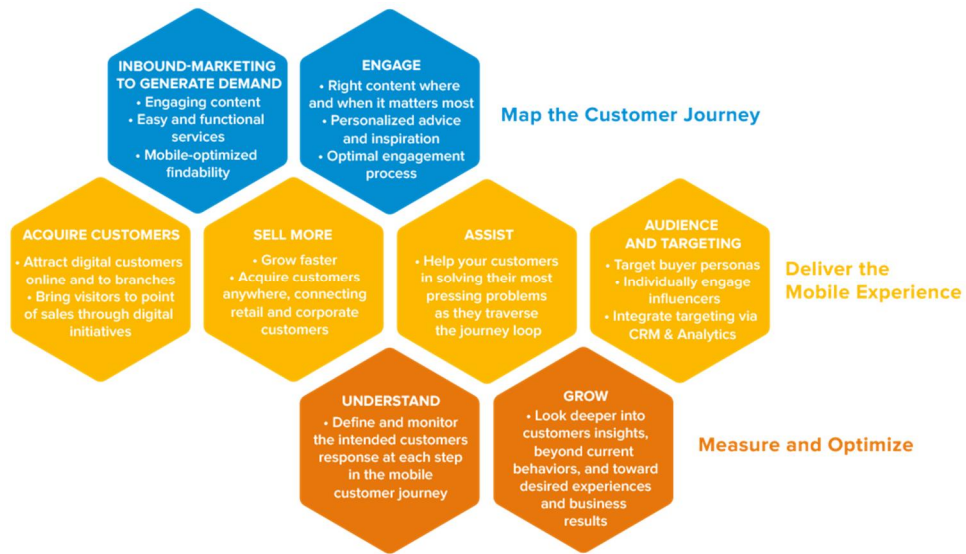 INBOUND-MARKETING
TO GENERATE DEMAND
• Engaging content
• Easy and functional
services
• Mobile-optimized
findability
ENGAGE
• Right content where
and when it matters most
• Personalized advice
and inspiration
• Optimal engagement
process
Map the Customer Journey
ACQUIRE CUSTOMERS
• Attract digital customers
online and to branches
• Bring visitors to point
of sales through digital
initiatives
SELL MORE
• Grow faster
• Acquire customers
anywhere, connecting
retail and corporate
customers
ASSIST
• Help your customers
in solving their most
pressing problems
as they traverse
the journey loop
AUDIENCE
AND TARGETING
• Target buyer personas
• Individually engage
influencers
• Integrate targeting via
CRM & Analytics
Deliver the
Mobile Experience
UNDERSTAND
• Define and monitor
the intended customers
response at each step
in the mobile
customer journey
GROW
• Look deeper into
customers insights,
beyond current
behaviors, and toward
desired experiences
and business
results
Measure and Optimize